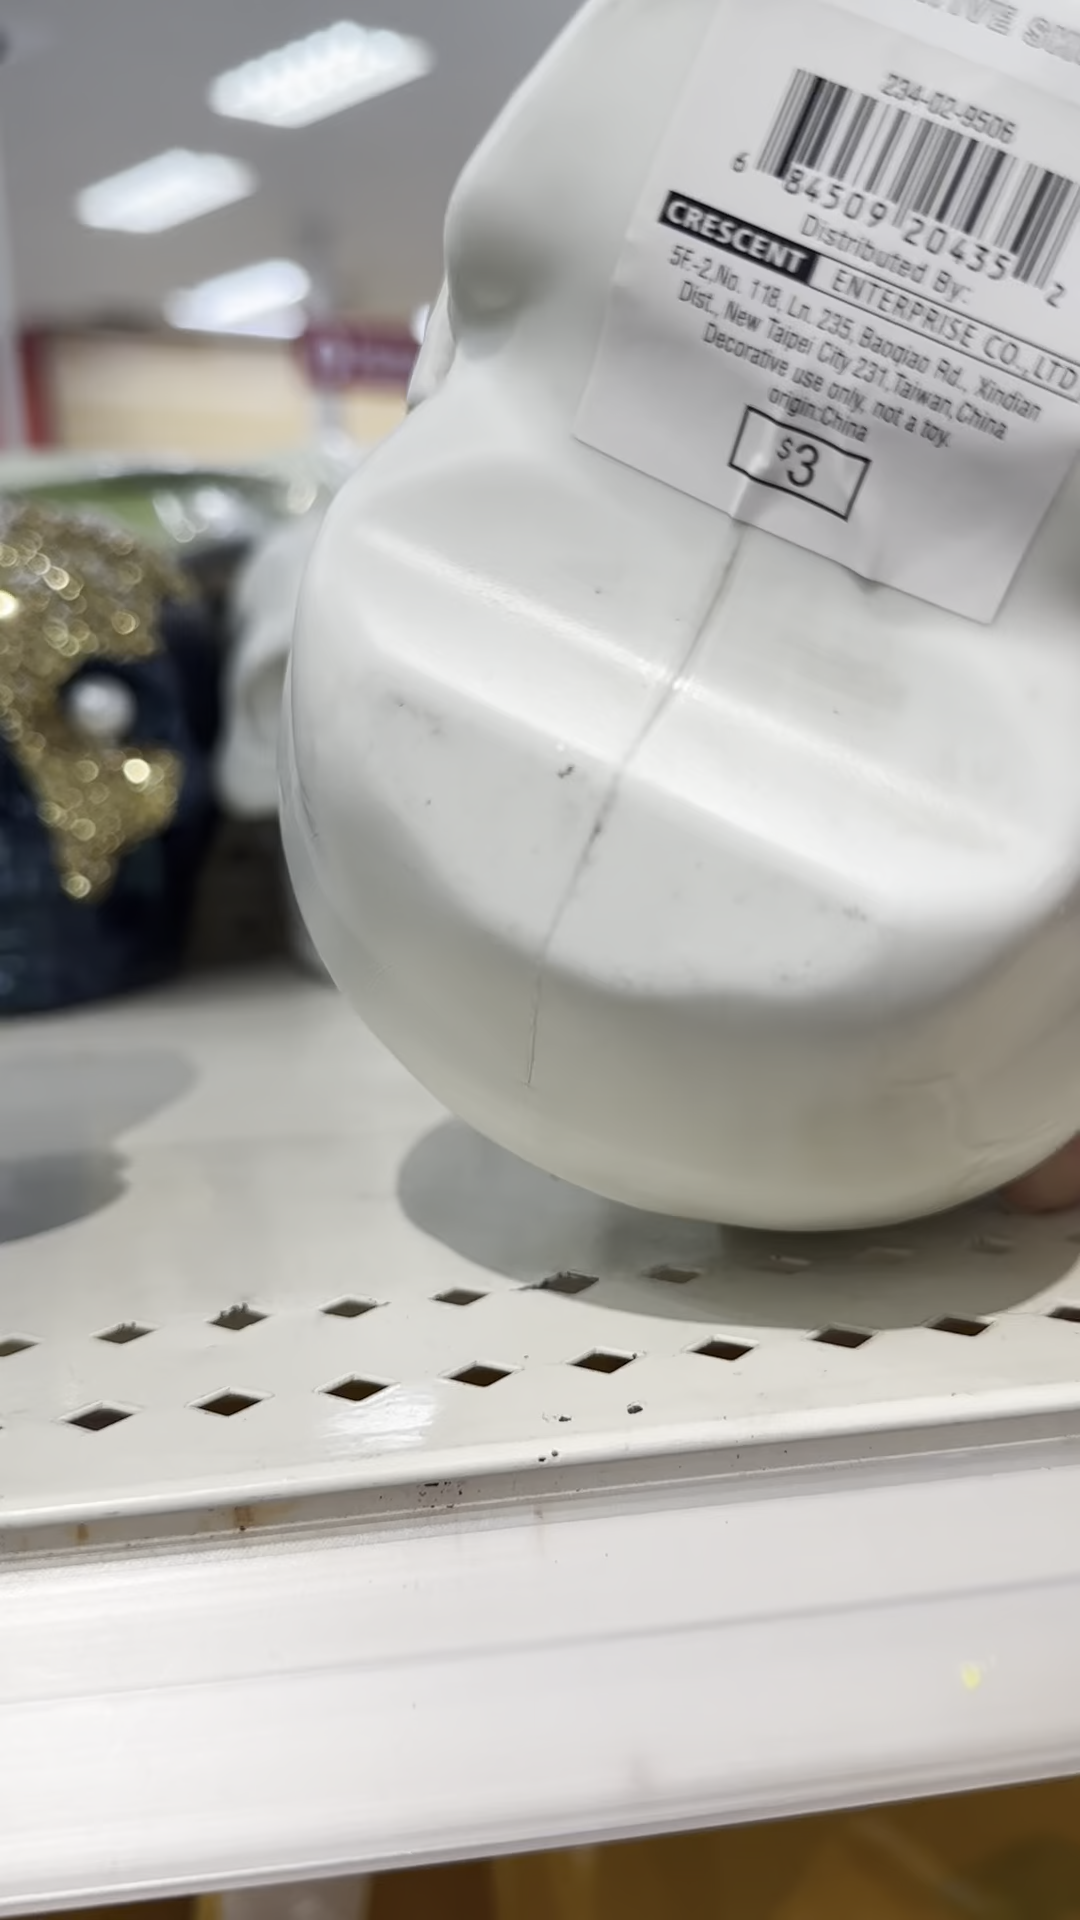 234-02-9506
6 84509 20435 2
Distributed By:
CRESCENT ENTERPRISE CO., LTD
5F.-2, No. 118, Ln. 235, Baoqiao Rd., Xindian
Dist., New Taipei City 231, Taiwan, China
Decorative use only, not a toy.
origin:China
$3